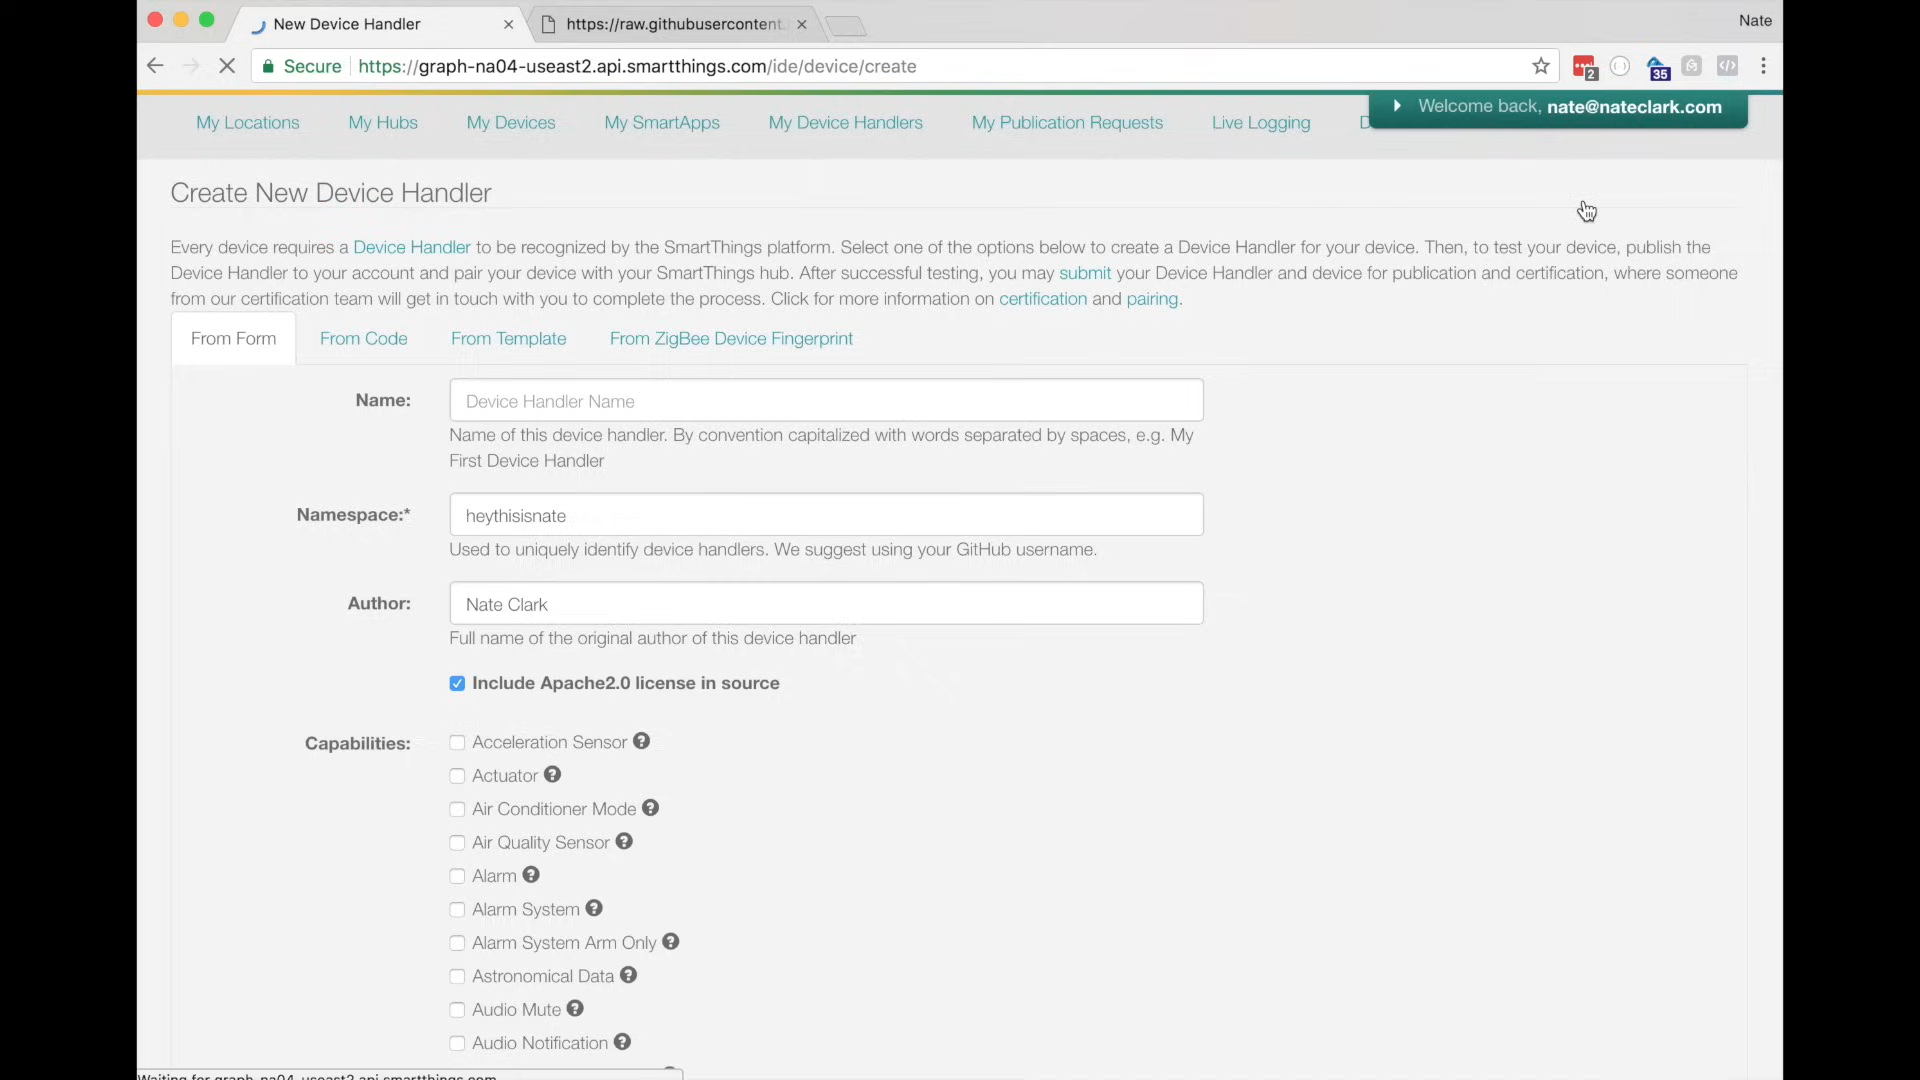 New Device Handler
https://raw.githubusercontent.
Nate
Secure
https://graph-na04-useast2.api.smartthings.com/ide/device/create
2
35
My Locations
My Hubs
My Devices
My SmartApps
My Device Handlers
My Publication Requests
Live Logging
D
Welcome back, nate@nateclark.com
Create New Device Handler
Every device requires a Device Handler to be recognized by the SmartThings platform. Select one of the options below to create a Device Handler for your device. Then, to test your device, publish the
Device Handler to your account and pair your device with your SmartThings hub. After successful testing, you may submit your Device Handler and device for publication and certification, where someone
from our certification team will get in touch with you to complete the process. Click for more information on certification and pairing.
From Form
From Code
From Template
From ZigBee Device Fingerprint
Name:
Device Handler Name
Name of this device handler. By convention capitalized with words separated by spaces, e.g. My
First Device Handler
Namespace:*
heythisisnate
Used to uniquely identify device handlers. We suggest using your GitHub username.
Author:
Nate Clark
Full name of the original author of this device handler
Include Apache2.0 license in source
Capabilities:
Acceleration Sensor
Actuator
Air Conditioner Mode
Air Quality Sensor
Alarm
Alarm System
Alarm System Arm Only
Astronomical Data
Audio Mute
Audio Notification
Waiting for graph-na04-useast2.api.smartthings.com